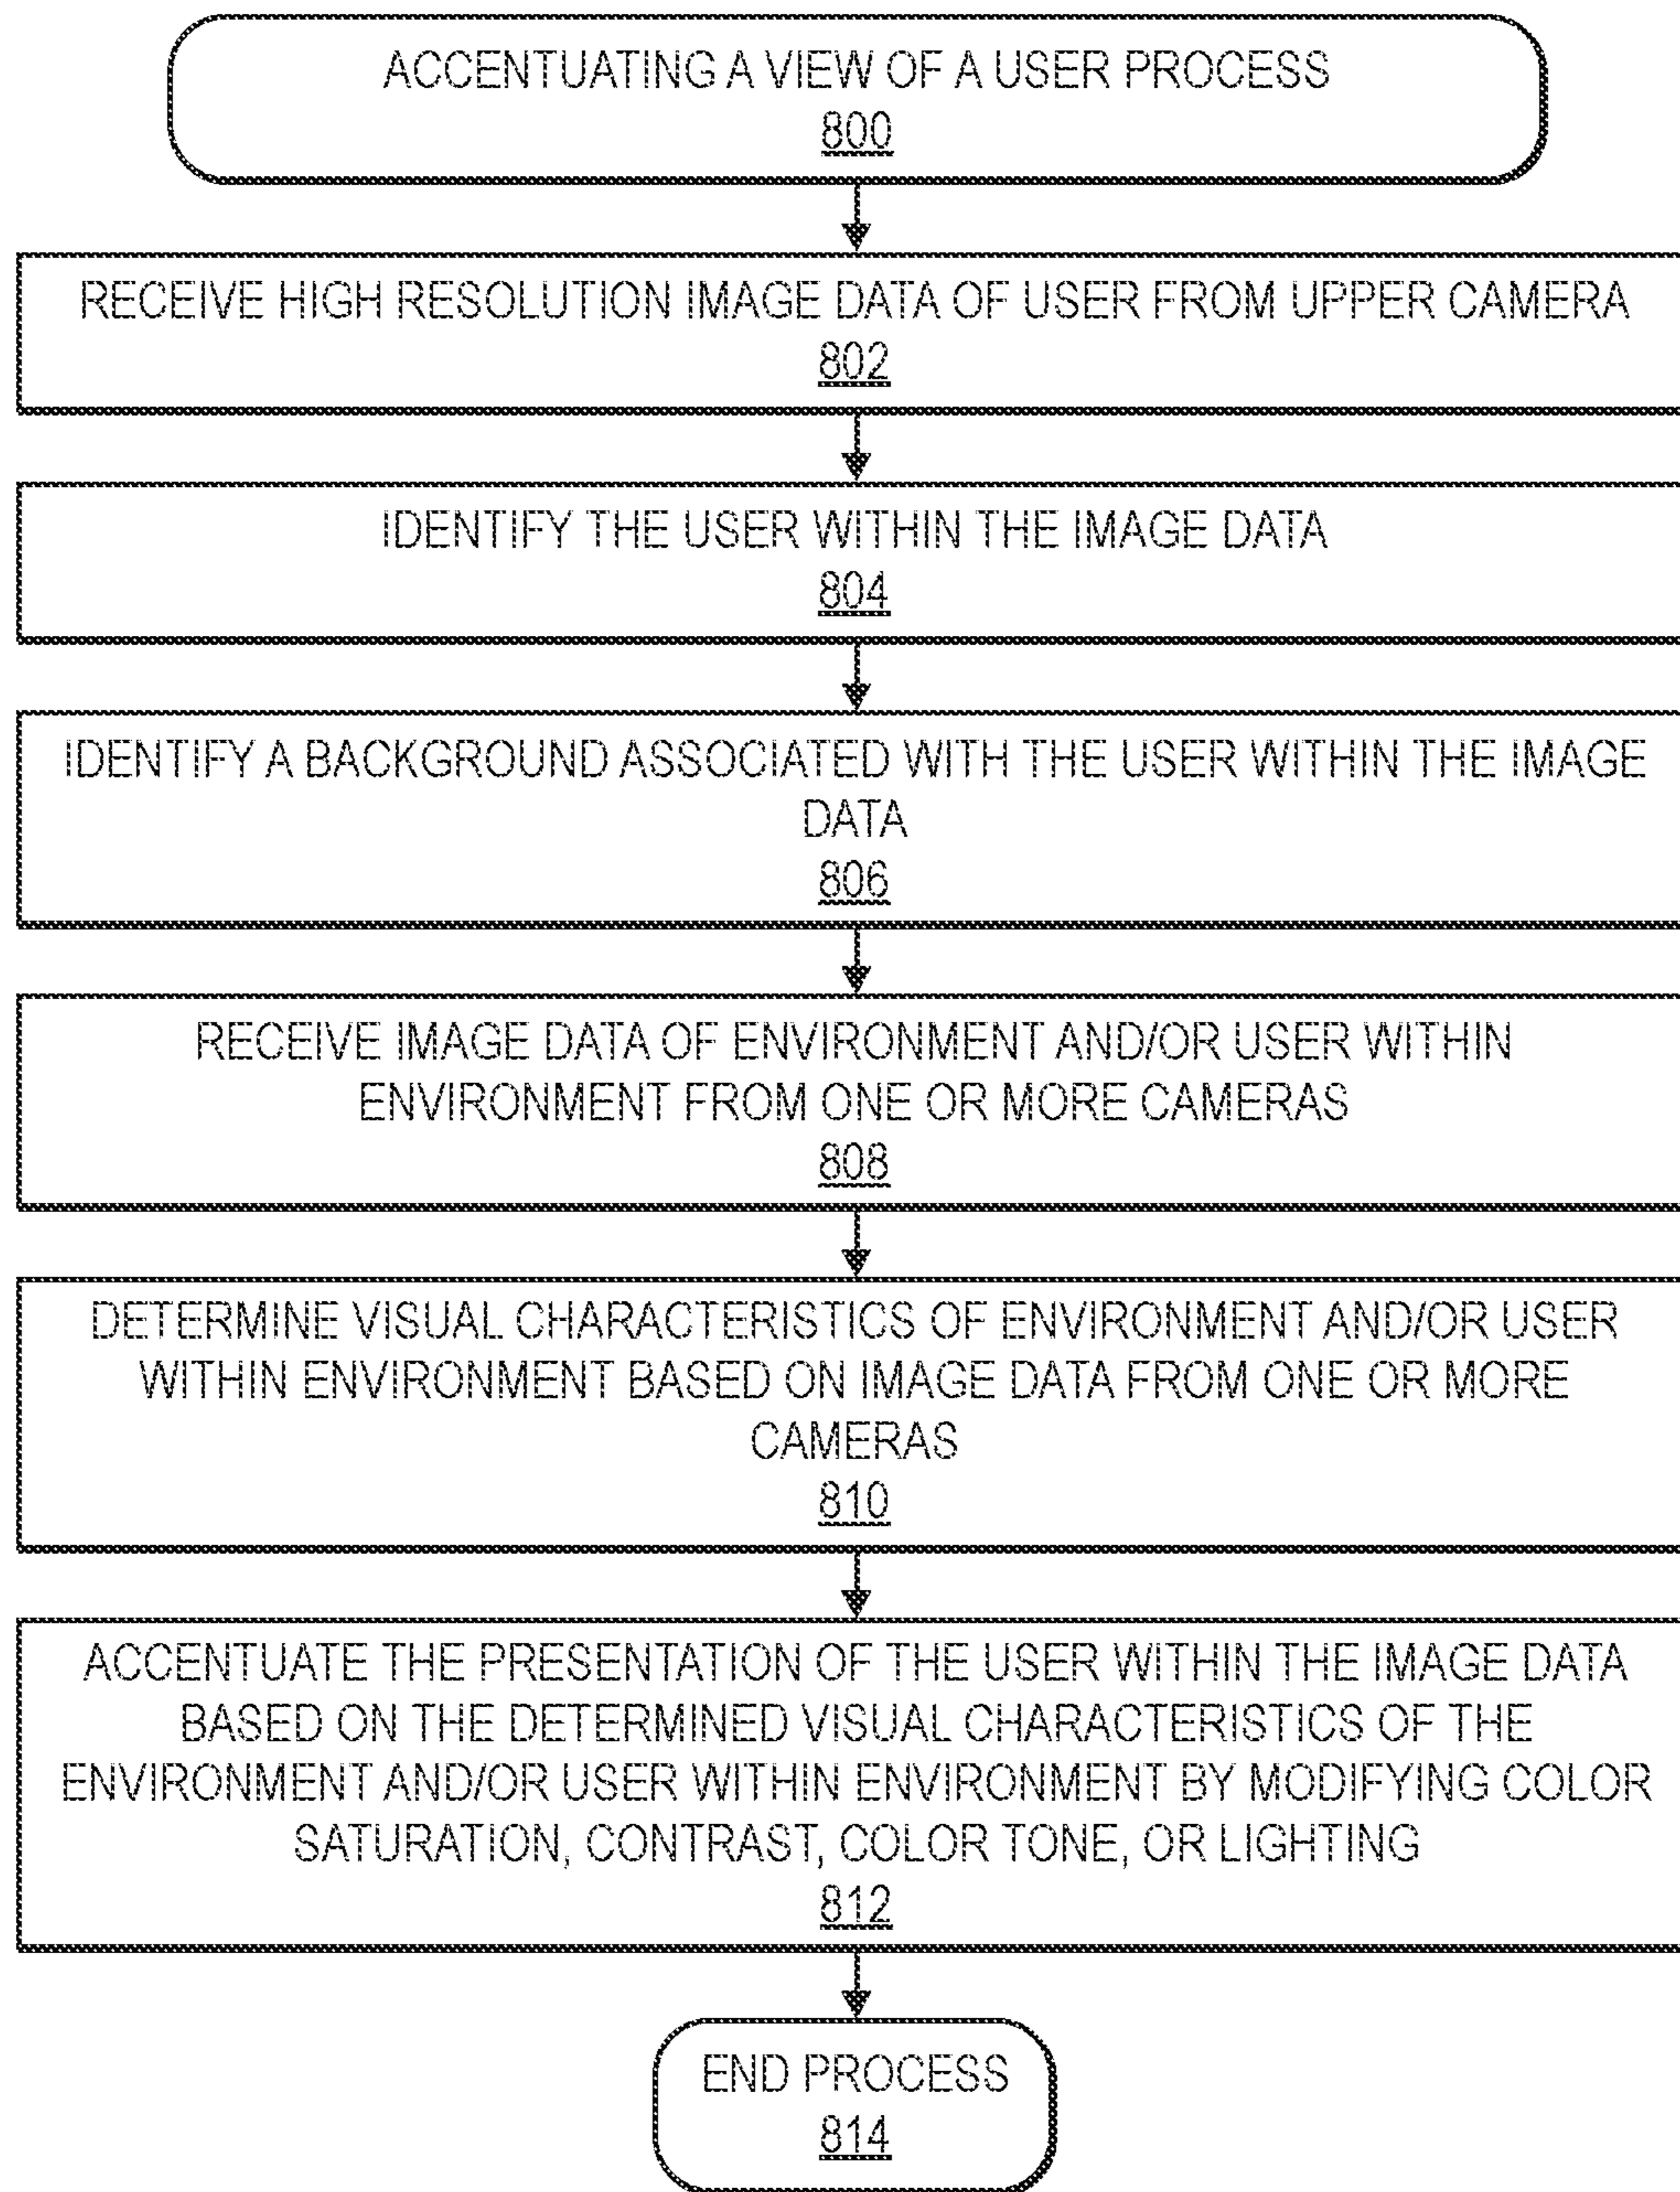 ACCENTUATING A VIEW OF A USER PROCESS
800
RECEIVE HIGH RESOLUTION IMAGE DATA OF USER FROM UPPER CAMERA
802
IDENTIFY THE USER WITHIN THE IMAGE DATA
804
IDENTIFY A BACKGROUND ASSOCIATED WITH THE USER WITHIN THE IMAGE
DATA
806
RECEIVE IMAGE DATA OF ENVIRONMENT AND/OR USER WITHIN
ENVIRONMENT FROM ONE OR MORE CAMERAS
808
DETERMINE VISUAL CHARACTERISTICS OF ENVIRONMENT AND/OR USER
WITHIN ENVIRONMENT BASED ON IMAGE DATA FROM ONE OR MORE
CAMERAS
810
ACCENTUATE THE PRESENTATION OF THE USER WITHIN THE IMAGE DATA
BASED ON THE DETERMINED VISUAL CHARACTERISTICS OF THE
ENVIRONMENT AND/OR USER WITHIN ENVIRONMENT BY MODIFYING COLOR
SATURATION, CONTRAST, COLOR TONE, OR LIGHTING
812
END PROCESS
814